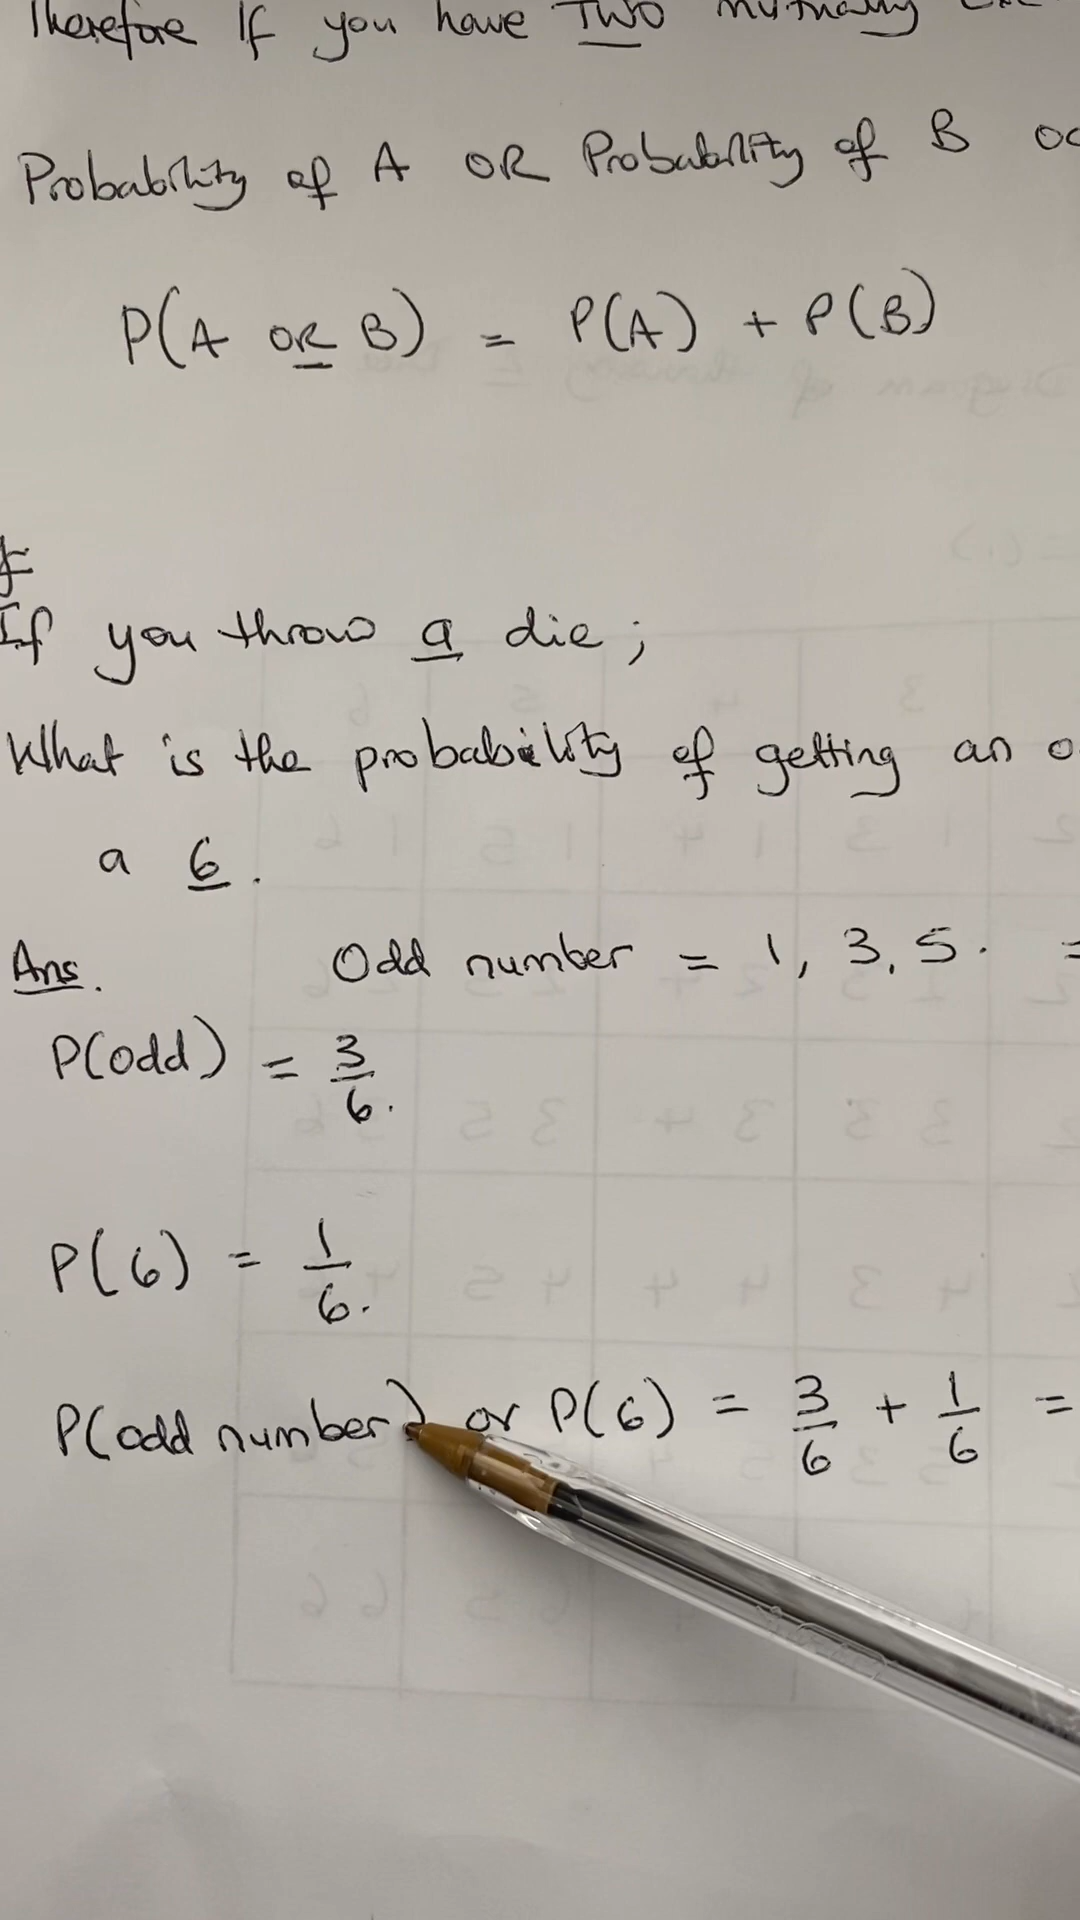 Therefore If you have TWO mutually
Probability of A OR Probability of B
P(A OR B) = P(A) + P(B)
If you throw a die;
What is the probability of getting an
a 6.
Ans. Odd number = 1, 3, 5. =
P(odd) = 3/6.
P(6) = 1/6.
P(odd number) or P(6) = 3/6 + 1/6 =